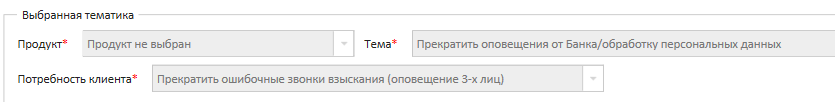 Выбранная тематика
Продукт* Продукт не выбран Тема* Прекратить оповещения от Банка/обработку персональных данных
Потребность клиента* Прекратить ошибочные звонки взыскания (оповещение 3-х лиц)